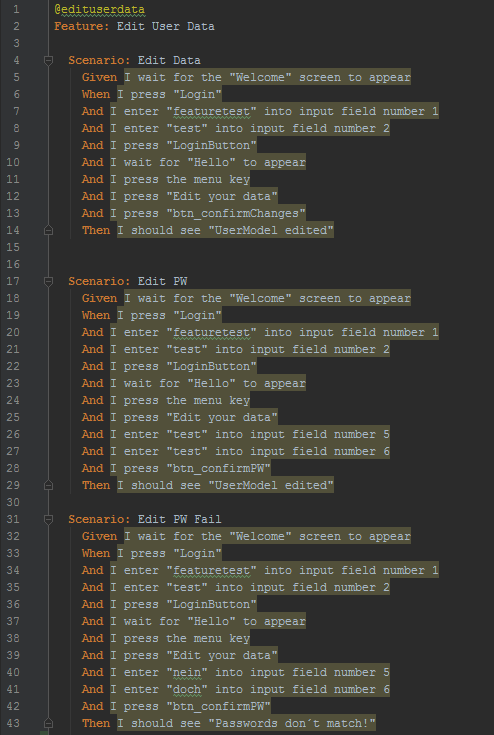 1 @edituserdata
2 Feature: Edit User Data
3
4 Scenario: Edit Data
5 Given I wait for the "Welcome" screen to appear
6 When I press "Login"
7 And I enter "featuretest" into input field number 1
8 And I enter "test" into input field number 2
9 And I press "LoginButton"
10 And I wait for "Hello" to appear
11 And I press the menu key
12 And I press "Edit your data"
13 And I press "btn_confirmChanges"
14 Then I should see "UserModel edited"
15
16
17 Scenario: Edit PW
18 Given I wait for the "Welcome" screen to appear
19 When I press "Login"
20 And I enter "featuretest" into input field number 1
21 And I enter "test" into input field number 2
22 And I press "LoginButton"
23 And I wait for "Hello" to appear
24 And I press the menu key
25 And I press "Edit your data"
26 And I enter "test" into input field number 5
27 And I enter "test" into input field number 6
28 And I press "btn_confirmPW"
29 Then I should see "UserModel edited"
30
31 Scenario: Edit PW Fail
32 Given I wait for the "Welcome" screen to appear
33 When I press "Login"
34 And I enter "featuretest" into input field number 1
35 And I enter "test" into input field number 2
36 And I press "LoginButton"
37 And I wait for "Hello" to appear
38 And I press the menu key
39 And I press "Edit your data"
40 And I enter "nein" into input field number 5
41 And I enter "doch" into input field number 6
42 And I press "btn_confirmPW"
43 Then I should see "Passwords don´t match!"